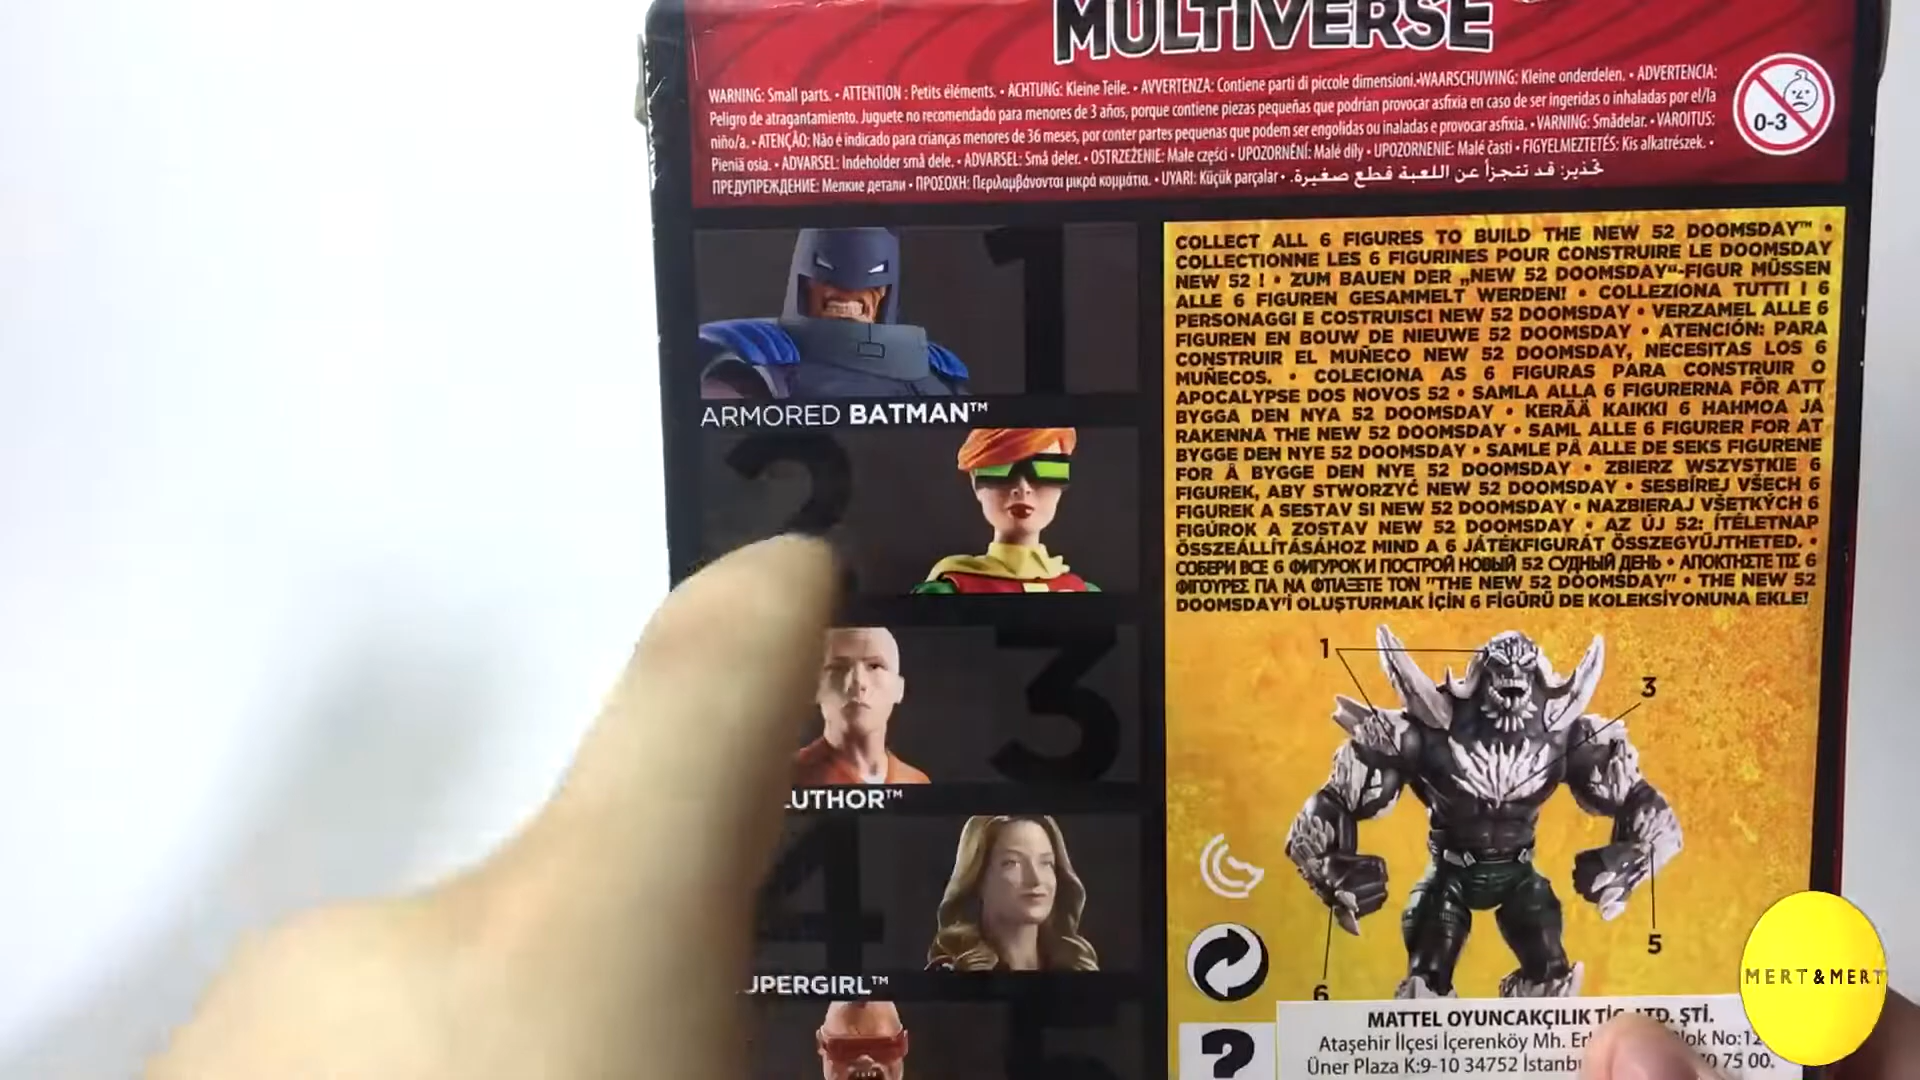 MULTIVERSE
WARNING: Small parts. • ATTENTION : Petits éléments. • ACHTUNG: Kleine Teile. • AVVERTENZA: Contiene parti di piccole dimensioni.•WAARSCHUWING: Kleine onderdelen. • ADVERTENCIA:
Peligro de atragantamiento. Juguete no recomendado para menores de 3 años, porque contiene piezas pequeñas que podrían provocar asfixia en caso de ser ingeridas o inhaladas por el/la
niño/a. • ATENÇÃO: Não é indicado para crianças menores de 36 meses, por conter partes pequenas que podem ser engolidas ou inaladas e provocar asfixia. • VARNING: Smådelar. • VAROITUS:
Pieniä osia. • ADVARSEL: Indeholder små dele. • ADVARSEL: Små deler. • OSTRZEŻENIE: Małe części • UPOZORNĚNÍ: Malé díly • UPOZORNENIE: Malé časti • FIGYELMEZTETÉS: Kis alkatrészek. •
ПРЕДУПРЕЖДЕНИЕ: Мелкие детали • ΠΡΟΣΟΧΗ: Περιλαμβάνονται μικρά κομμάτια. • UYARI: Küçük parçalar • تحذير: قد تتجزأ عن اللعبة قطع صغيرة.
0-3
1
ARMORED BATMAN™
2
3
LUTHOR™
4
UPERGIRL™
5
COLLECT ALL 6 FIGURES TO BUILD THE NEW 52 DOOMSDAY™ •
COLLECTIONNE LES 6 FIGURINES POUR CONSTRUIRE LE DOOMSDAY
NEW 52 ! • ZUM BAUEN DER „NEW 52 DOOMSDAY“-FIGUR MÜSSEN
ALLE 6 FIGUREN GESAMMELT WERDEN! • COLLEZIONA TUTTI I 6
PERSONAGGI E COSTRUISCI NEW 52 DOOMSDAY • VERZAMEL ALLE 6
FIGUREN EN BOUW DE NIEUWE 52 DOOMSDAY • ATENCIÓN: PARA
CONSTRUIR EL MUÑECO NEW 52 DOOMSDAY, NECESITAS LOS 6
MUÑECOS. • COLECIONA AS 6 FIGURAS PARA CONSTRUIR O
APOCALYPSE DOS NOVOS 52 • SAMLA ALLA 6 FIGURERNA FÖR ATT
BYGGA DEN NYA 52 DOOMSDAY • KERÄÄ KAIKKI 6 HAHMOA JA
RAKENNA THE NEW 52 DOOMSDAY • SAML ALLE 6 FIGURER FOR AT
BYGGE DEN NYE 52 DOOMSDAY • SAMLE PÅ ALLE DE SEKS FIGURENE
FOR Å BYGGE DEN NYE 52 DOOMSDAY • ZBIERZ WSZYSTKIE 6
FIGUREK, ABY STWORZYĆ NEW 52 DOOMSDAY • SESBÍREJ VŠECH 6
FIGUREK A SESTAV SI NEW 52 DOOMSDAY • NAZBIERAJ VŠETKÝCH 6
FIGÚROK A ZOSTAV NEW 52 DOOMSDAY • AZ ÚJ 52: ÍTÉLETNAP
ÖSSZEÁLLÍTÁSÁHOZ MIND A 6 JÁTÉKFIGURÁT ÖSSZEGYŰJTHETED. •
СОБЕРИ ВСЕ 6 ФИГУРОК И ПОСТРОЙ НОВЫЙ 52 СУДНЫЙ ДЕНЬ • ΑΠΟΚΤΗΣΤΕ ΤΙΣ 6
ΦΙΓΟΥΡΕΣ ΓΙΑ ΝΑ ΦΤΙΑΞΕΤΕ ΤΟΝ "THE NEW 52 DOOMSDAY" • THE NEW 52
DOOMSDAY'İ OLUŞTURMAK İÇİN 6 FİGÜRÜ DE KOLEKSİYONUNA EKLE!
1
3
5
6
?
MATTEL OYUNCAKÇILIK TİC. LTD. ŞTİ.
Ataşehir İlçesi İçerenköy Mh. Blok No:12
Üner Plaza K:9-10 34752 İstanb 70 75 00.
MERT&MERT